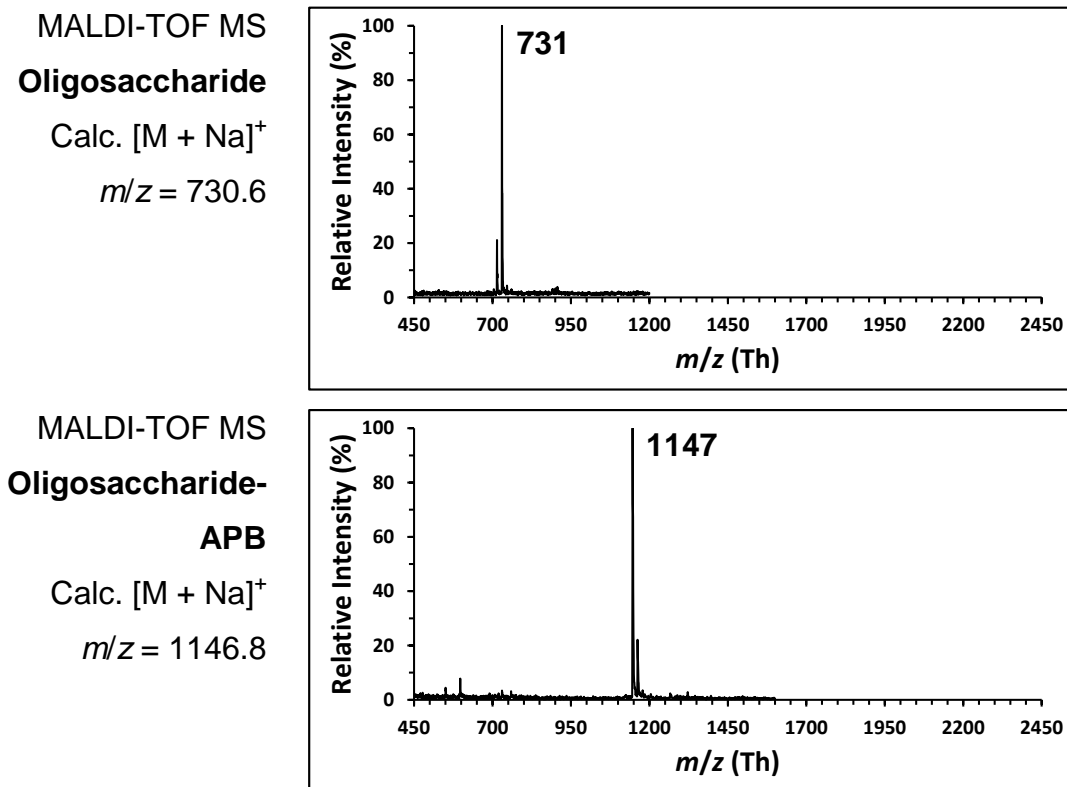 MALDI-TOF MS
Oligosaccharide
Calc. [M + Na]+
m/z = 730.6
Relative Intensity (%)
100
80
60
40
20
0
731
450 700 950 1200 1450 1700 1950 2200 2450
m/z (Th)
MALDI-TOF MS
Oligosaccharide-
APB
Calc. [M + Na]+
m/z = 1146.8
Relative Intensity (%)
100
80
60
40
20
0
1147
450 700 950 1200 1450 1700 1950 2200 2450
m/z (Th)